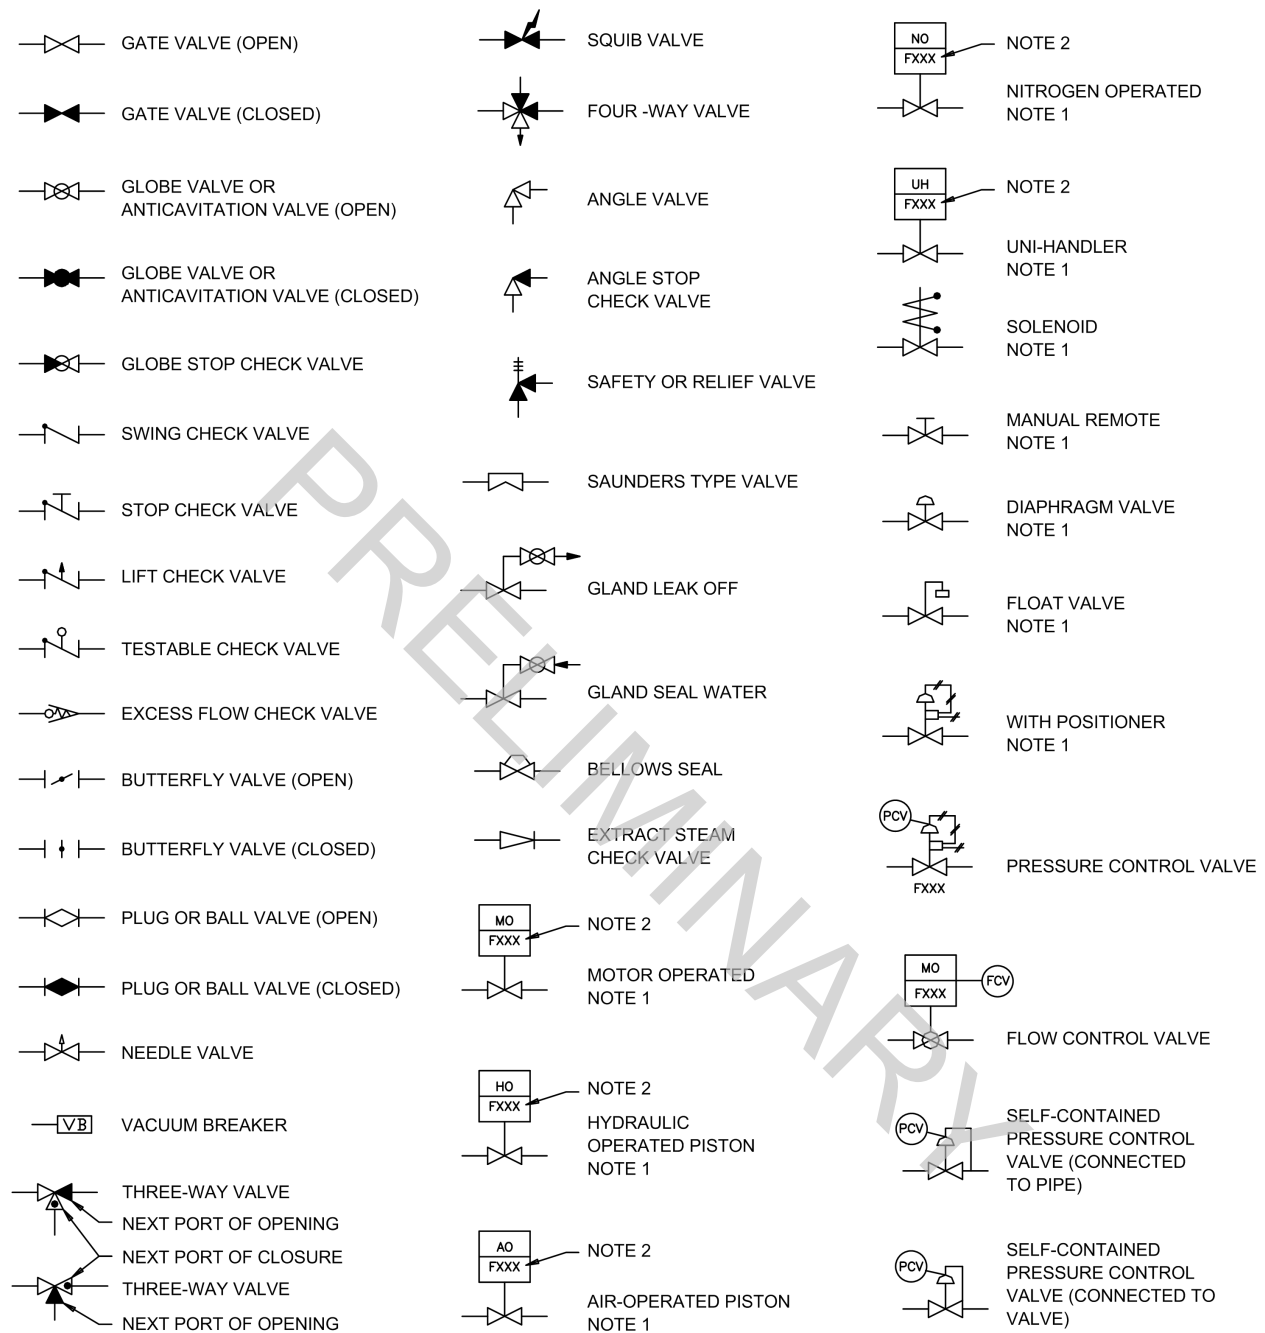 GATE VALVE (OPEN)
GATE VALVE (CLOSED)
GLOBE VALVE OR
ANTICAVITATION VALVE (OPEN)
GLOBE VALVE OR
ANTICAVITATION VALVE (CLOSED)
GLOBE STOP CHECK VALVE
SWING CHECK VALVE
STOP CHECK VALVE
LIFT CHECK VALVE
TESTABLE CHECK VALVE
EXCESS FLOW CHECK VALVE
BUTTERFLY VALVE (OPEN)
BUTTERFLY VALVE (CLOSED)
PLUG OR BALL VALVE (OPEN)
PLUG OR BALL VALVE (CLOSED)
NEEDLE VALVE
VB
VACUUM BREAKER
THREE-WAY VALVE
NEXT PORT OF OPENING
NEXT PORT OF CLOSURE
THREE-WAY VALVE
NEXT PORT OF OPENING
SQUIB VALVE
FOUR -WAY VALVE
ANGLE VALVE
ANGLE STOP
CHECK VALVE
SAFETY OR RELIEF VALVE
SAUNDERS TYPE VALVE
GLAND LEAK OFF
GLAND SEAL WATER
BELLOWS SEAL
EXTRACT STEAM
CHECK VALVE
MO
FXXX
NOTE 2
MOTOR OPERATED
NOTE 1
HO
FXXX
NOTE 2
HYDRAULIC
OPERATED PISTON
NOTE 1
AO
FXXX
NOTE 2
AIR-OPERATED PISTON
NOTE 1
NO
FXXX
NOTE 2
NITROGEN OPERATED
NOTE 1
UH
FXXX
NOTE 2
UNI-HANDLER
NOTE 1
SOLENOID
NOTE 1
MANUAL REMOTE
NOTE 1
DIAPHRAGM VALVE
NOTE 1
FLOAT VALVE
NOTE 1
WITH POSITIONER
NOTE 1
PCV
FXXX
PRESSURE CONTROL VALVE
MO
FXXX
FCV
FLOW CONTROL VALVE
PCV
SELF-CONTAINED
PRESSURE CONTROL
VALVE (CONNECTED
TO PIPE)
PCV
SELF-CONTAINED
PRESSURE CONTROL
VALVE (CONNECTED TO
VALVE)
PRELIMINARY